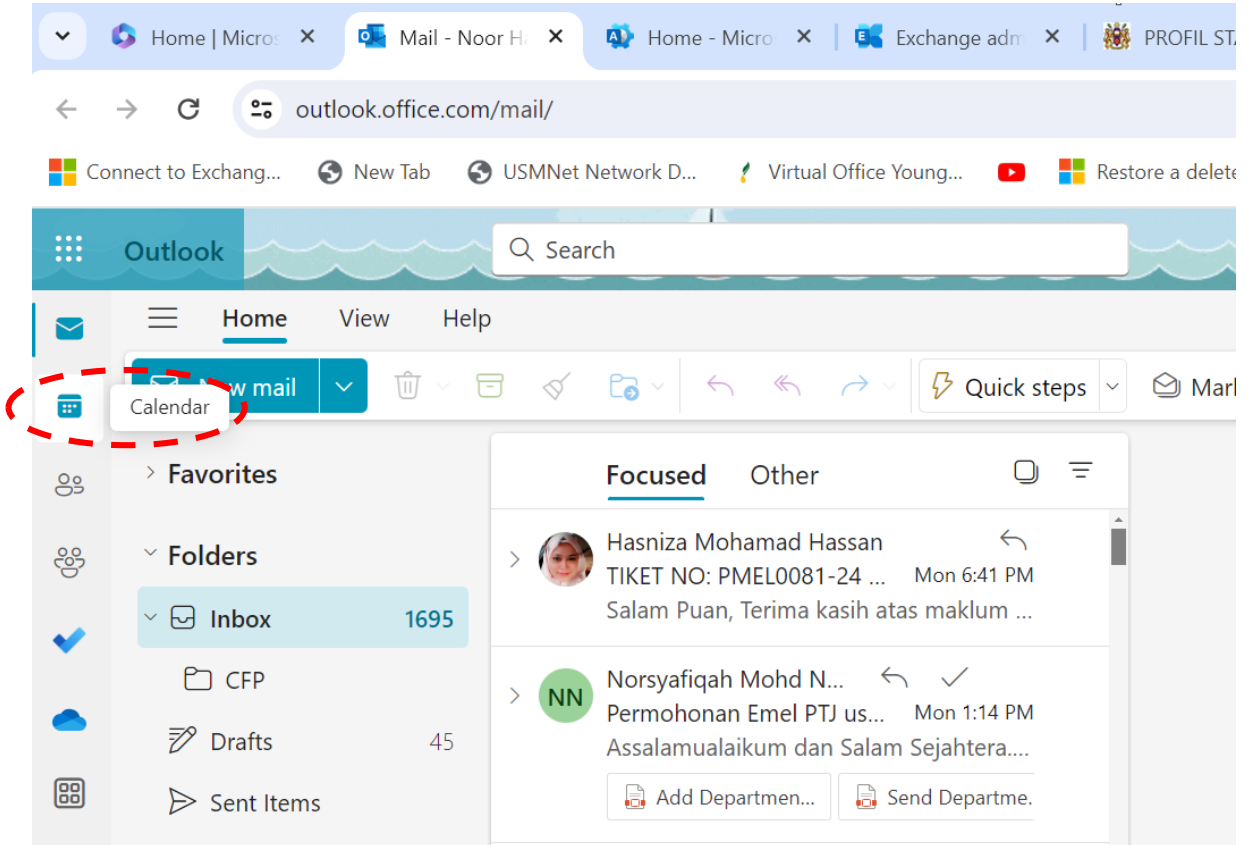 Home | Micros Mail - Noor Ha Home - Micro Exchange adm PROFIL STA
outlook.office.com/mail/
Connect to Exchang... New Tab USMNet Network D... Virtual Office Young... Restore a delete
Outlook Search
Home View Help
New mail Quick steps Mark
Calendar
Favorites
Focused Other
Folders
Inbox 1695
CFP
Drafts 45
Sent Items
Hasniza Mohamad Hassan
TIKET NO: PMEL0081-24 ... Mon 6:41 PM
Salam Puan, Terima kasih atas maklum ...
NN Norsyafiqah Mohd N...
Permohonan Emel PTJ us... Mon 1:14 PM
Assalamualaikum dan Salam Sejahtera....
Add Departmen... Send Departme.